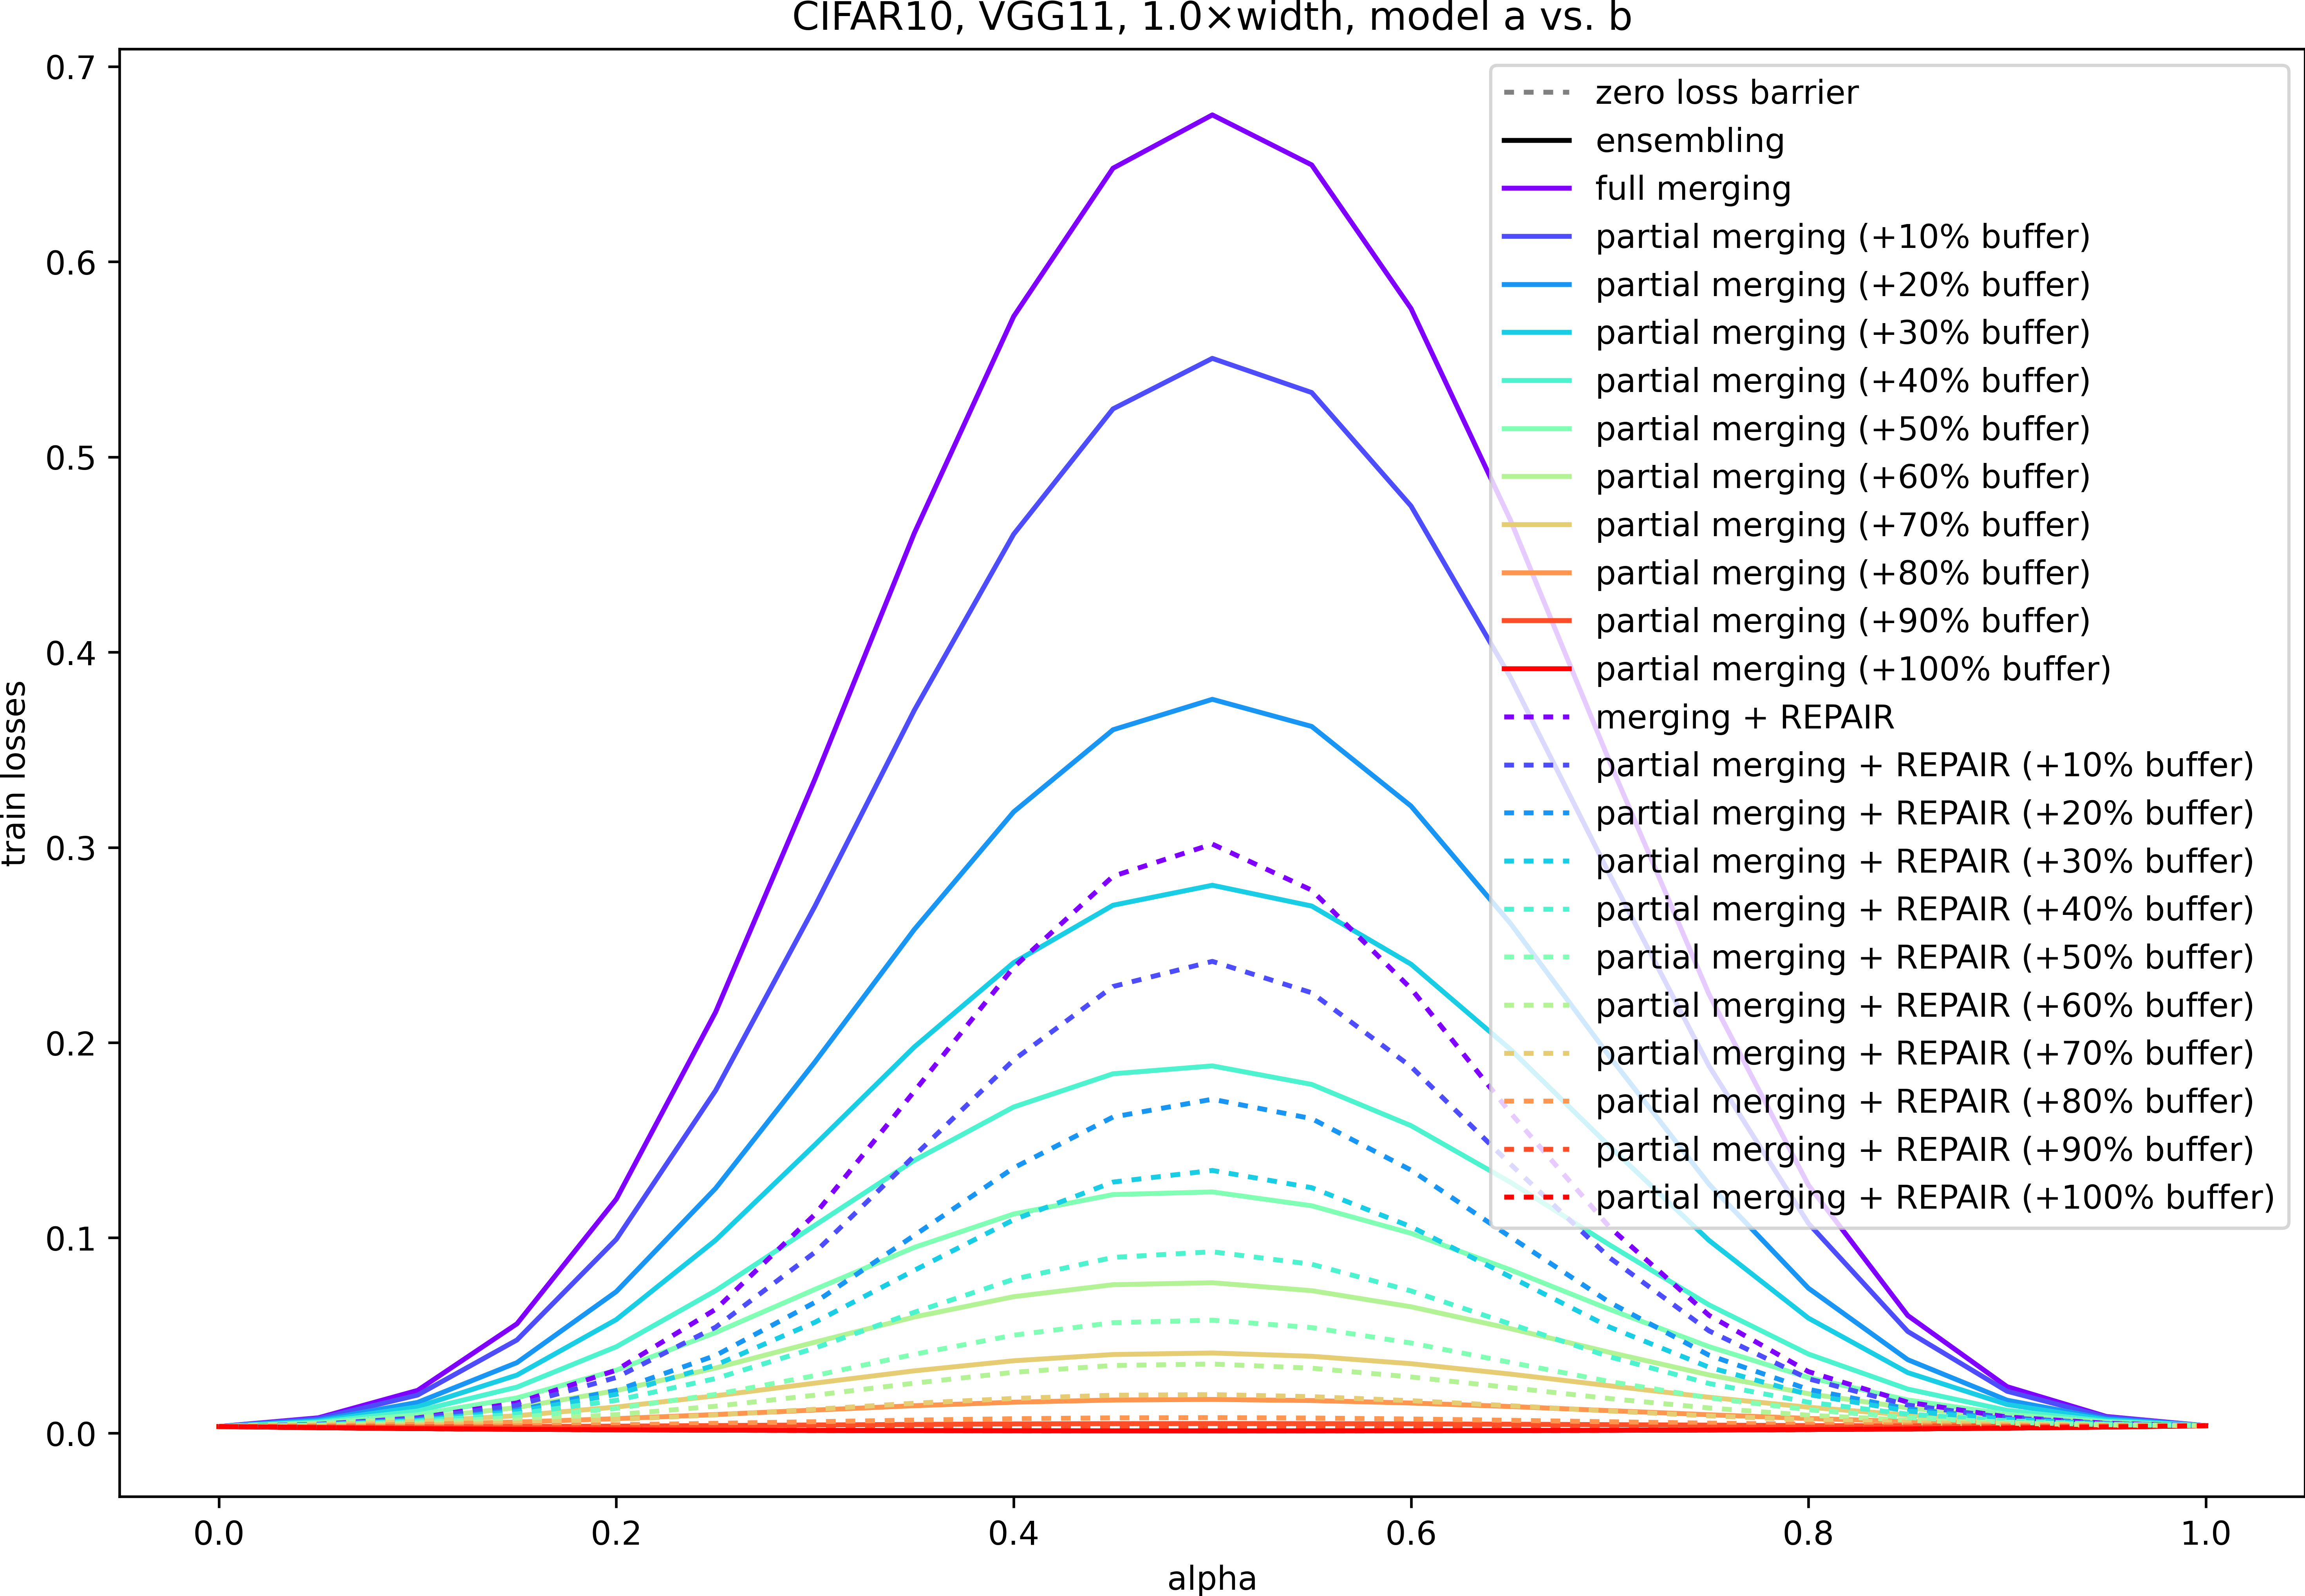 CIFAR10, VGG11, 1.0×width, model a vs. b
train losses
0.7
0.6
0.5
0.4
0.3
0.2
0.1
0.0
zero loss barrier
ensembling
full merging
partial merging (+10% buffer)
partial merging (+20% buffer)
partial merging (+30% buffer)
partial merging (+40% buffer)
partial merging (+50% buffer)
partial merging (+60% buffer)
partial merging (+70% buffer)
partial merging (+80% buffer)
partial merging (+90% buffer)
partial merging (+100% buffer)
merging + REPAIR
partial merging + REPAIR (+10% buffer)
partial merging + REPAIR (+20% buffer)
partial merging + REPAIR (+30% buffer)
partial merging + REPAIR (+40% buffer)
partial merging + REPAIR (+50% buffer)
partial merging + REPAIR (+60% buffer)
partial merging + REPAIR (+70% buffer)
partial merging + REPAIR (+80% buffer)
partial merging + REPAIR (+90% buffer)
partial merging + REPAIR (+100% buffer)
0.0 0.2 0.4 0.6 0.8 1.0
alpha